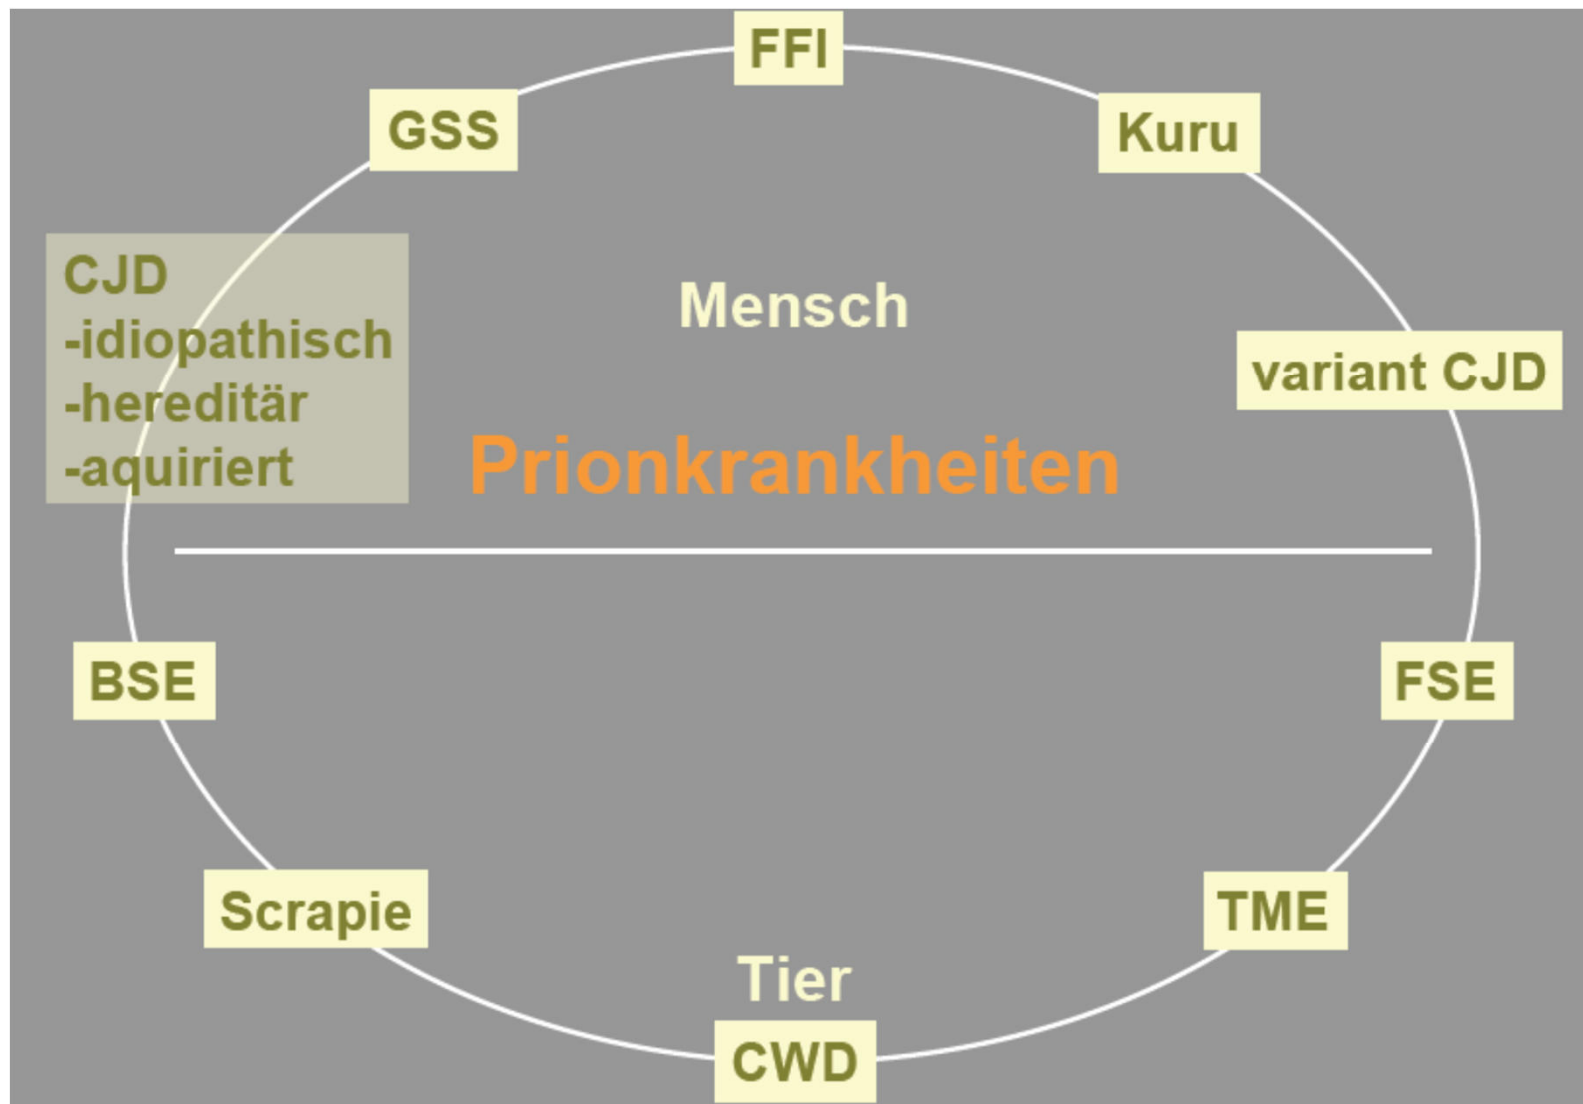 FFI
GSS
Kuru
CJD
-idiopathisch
-hereditär
-aquiriert
Mensch
variant CJD
Prionkrankheiten
BSE
FSE
Scrapie
TME
Tier
CWD